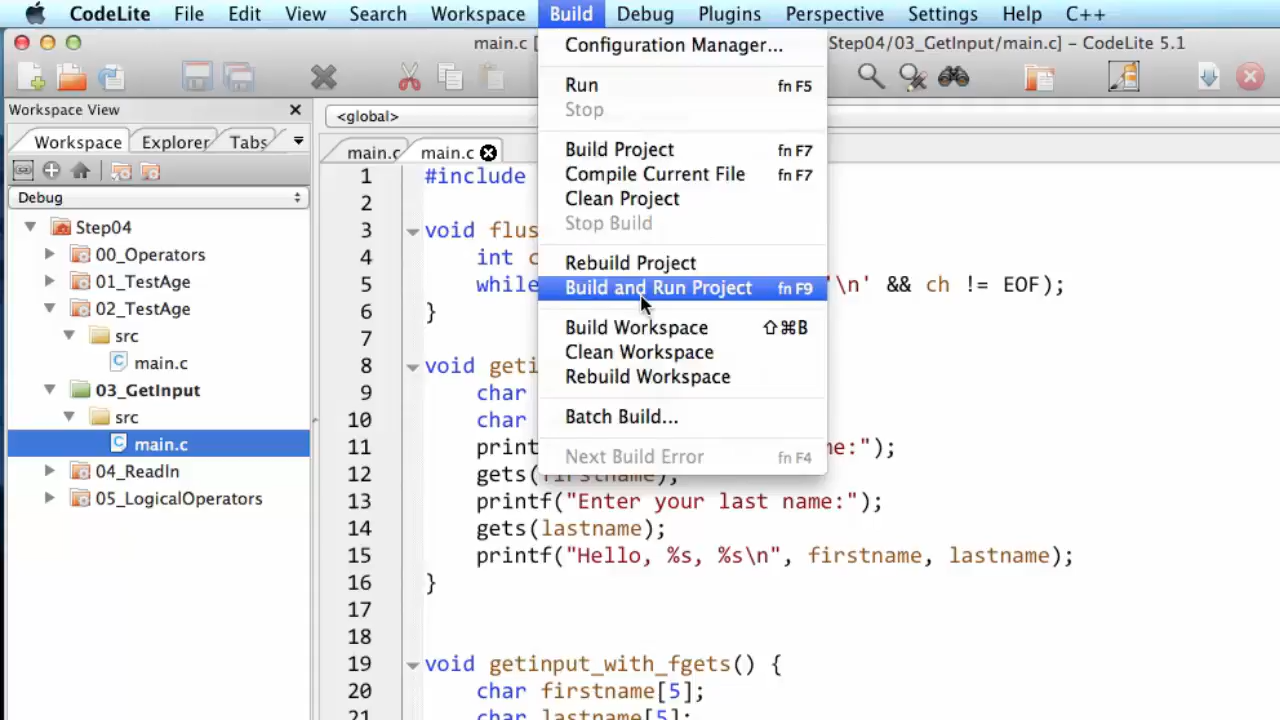 CodeLite File Edit View Search Workspace Build Debug Plugins Perspective Settings Help C++
main.c [ Step04/03_GetInput/main.c] – CodeLite 5.1
Workspace View
Workspace Explorer Tabs
Debug
Step04
00_Operators
01_TestAge
02_TestAge
src
main.c
03_GetInput
src
main.c
04_ReadIn
05_LogicalOperators
Configuration Manager...
Run fn F5
Stop
Build Project fn F7
Compile Current File fn F7
Clean Project
Stop Build
Rebuild Project
Build and Run Project fn F9
Build Workspace ⇧⌘B
Clean Workspace
Rebuild Workspace
Batch Build...
Next Build Error fn F4
<global>
main.c main.c
1 #include
2
3 void flus
4 int c
5 while '\n' && ch != EOF);
6 }
7
8 void geti
9 char
10 char
11 print me:");
12 gets(firstname);
13 printf("Enter your last name:");
14 gets(lastname);
15 printf("Hello, %s, %s\n", firstname, lastname);
16 }
17
18
19 void getinput_with_fgets() {
20 char firstname[5];
21 char lastname[5];